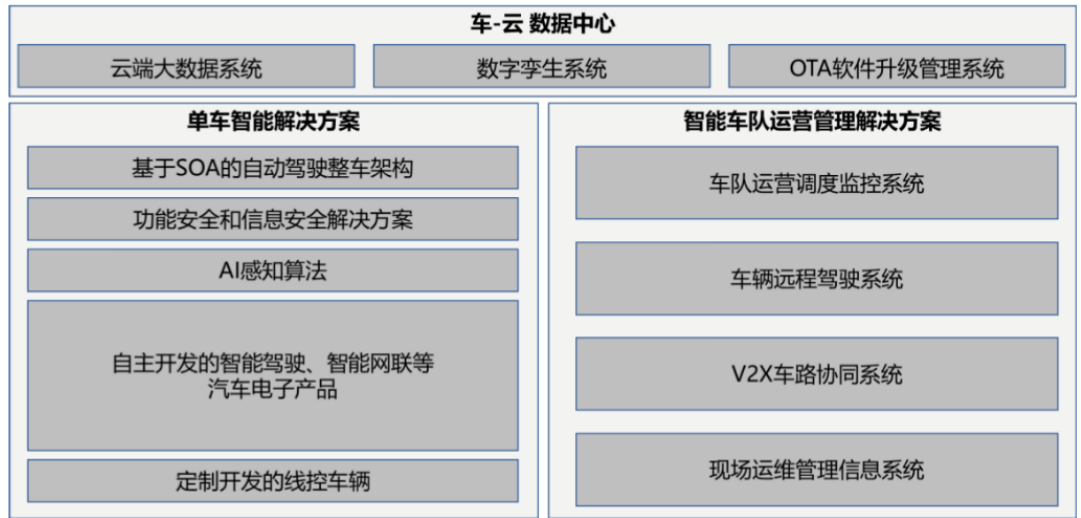 车-云 数据中心
云端大数据系统
数字孪生系统
OTA软件升级管理系统
单车智能解决方案
基于SOA的自动驾驶整车架构
功能安全和信息安全解决方案
AI感知算法
自主开发的智能驾驶、智能网联等
汽车电子产品
定制开发的线控车辆
智能车队运营管理解决方案
车队运营调度监控系统
车辆远程驾驶系统
V2X车路协同系统
现场运维管理信息系统